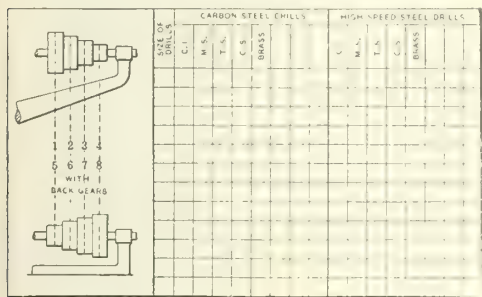 CARBON STEEL DRILLS
HIGH SPEED STEEL DRILLS
SIZE OF DRILLS
C.I.
M.S.
T.S.
C.S.
BRASS
M.S.
T.S.
C.S.
BRASS
1 2 3 4
5 6 7 8
WITH
BACK GEARS